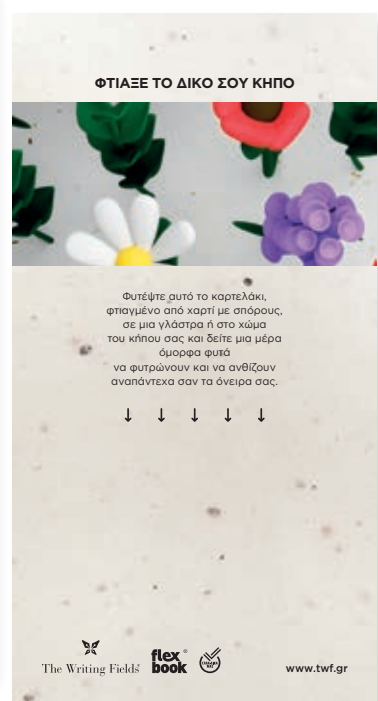 ΦΤΙΑΞΕ ΤΟ ΔΙΚΟ ΣΟΥ ΚΗΠΟ
Φυτέψτε αυτό το καρτελάκι,
φτιαγμένο από χαρτί με σπόρους,
σε μια γλάστρα ή στο χώμα
του κήπου σας και δείτε μια μέρα
όμορφα φυτά
να φυτρώνουν και να ανθίζουν
αναπάντεχα σαν τα όνειρα σας.
↓ ↓ ↓ ↓ ↓
The Writing Fields®
flex®
book
www.twf.gr